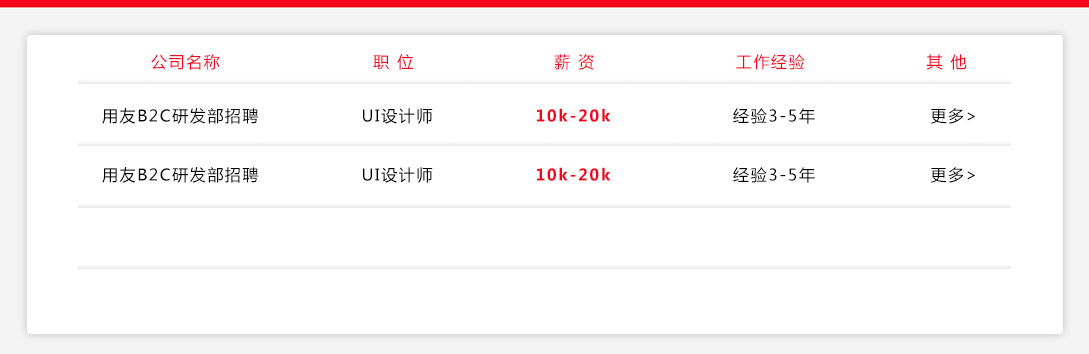 公司名称 职 位 薪 资 工作经验 其 他
用友B2C研发部招聘 UI设计师 10k-20k 经验3-5年 更多>
用友B2C研发部招聘 UI设计师 10k-20k 经验3-5年 更多>